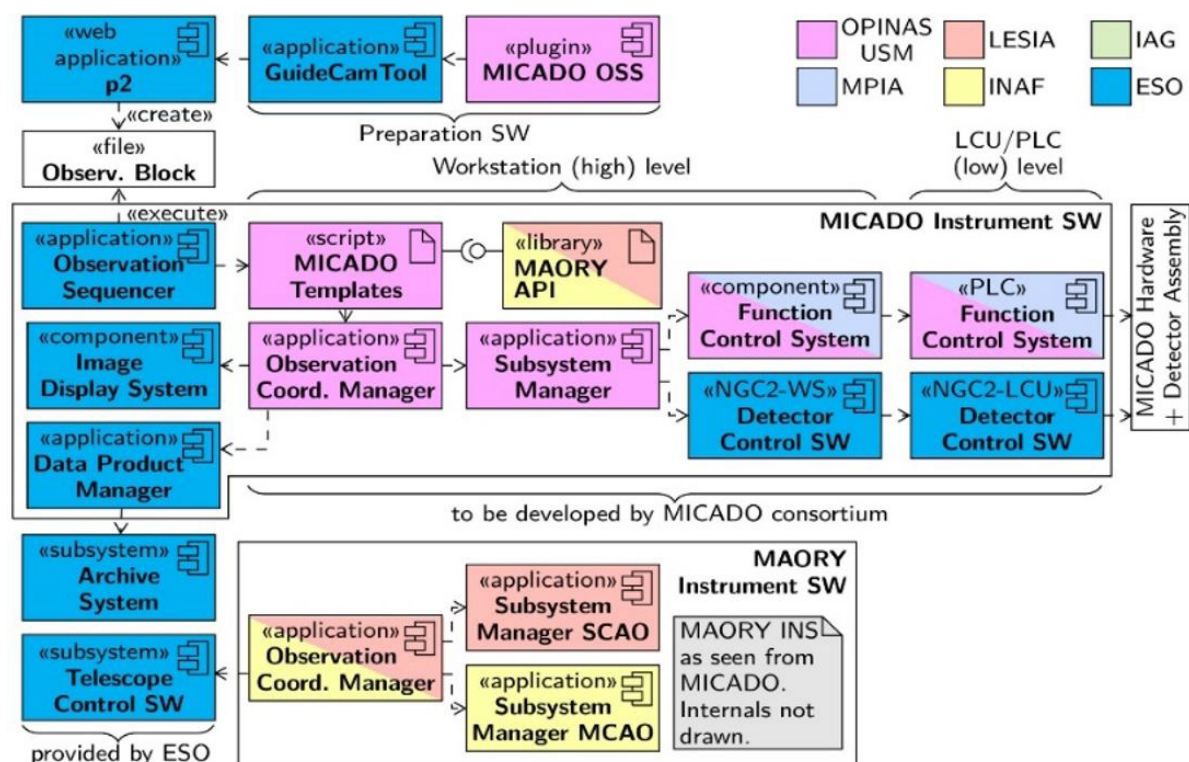 «web
application»
p2
«application»
GuideCamTool
«plugin»
MICADO OSS
OPINAS
USM
LESIA
IAG
MPIA
INAF
ESO
«create»
Preparation SW
«file»
Observ. Block
Workstation (high) level
LCU/PLC
(low) level
«execute»
MICADO Instrument SW
«application»
Observation
Sequencer
«script»
MICADO
Templates
«library»
MAORY
API
«component»
Function
Control System
«PLC»
Function
Control System
MICADO Hardware
+ Detector Assembly
«component»
Image
Display System
«application»
Observation
Coord. Manager
«application»
Subsystem
Manager
«NGC2-WS»
Detector
Control SW
«NGC2-LCU»
Detector
Control SW
«application»
Data Product
Manager
to be developed by MICADO consortium
«subsystem»
Archive
System
MAORY
Instrument SW
«application»
Subsystem
Manager SCAO
«application»
Observation
Coord. Manager
«subsystem»
Telescope
Control SW
«application»
Subsystem
Manager MCAO
MAORY INS
as seen from
MICADO.
Internals not
drawn.
provided by ESO